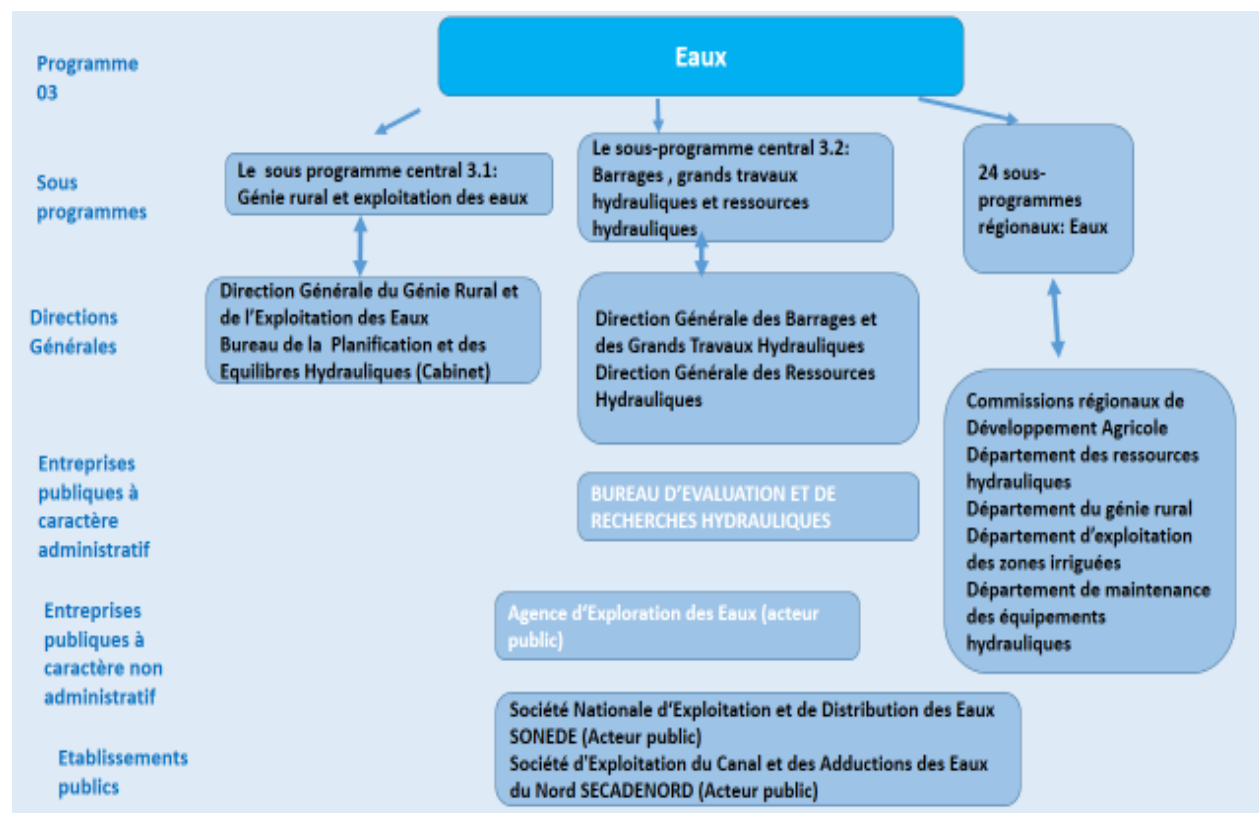 Programme
03
Eaux
Sous
programmes
Le sous programme central 3.1:
Génie rural et exploitation des eaux
Le sous-programme central 3.2:
Barrages , grands travaux
hydrauliques et ressources
hydrauliques
24 sous-
programmes
régionaux: Eaux
Directions
Générales
Direction Générale du Génie Rural et
de l'Exploitation des Eaux
Bureau de la Planification et des
Equilibres Hydrauliques (Cabinet)
Direction Générale des Barrages et
des Grands Travaux Hydrauliques
Direction Générale des Ressources
Hydrauliques
Commissions régionaux de
Développement Agricole
Département des ressources
hydrauliques
Département du génie rural
Département d'exploitation
des zones irriguées
Département de maintenance
des équipements
hydrauliques
Entreprises
publiques à
caractère
administratif
BUREAU D'EVALUATION ET DE
RECHERCHES HYDRAULIQUES
Entreprises
publiques à
caractère non
administratif
Agence d'Exploration des Eaux (acteur
public)
Etablissements
publics
Société Nationale d'Exploitation et de Distribution des Eaux
SONEDE (Acteur public)
Société d'Exploitation du Canal et des Adductions des Eaux
du Nord SECADENORD (Acteur public)